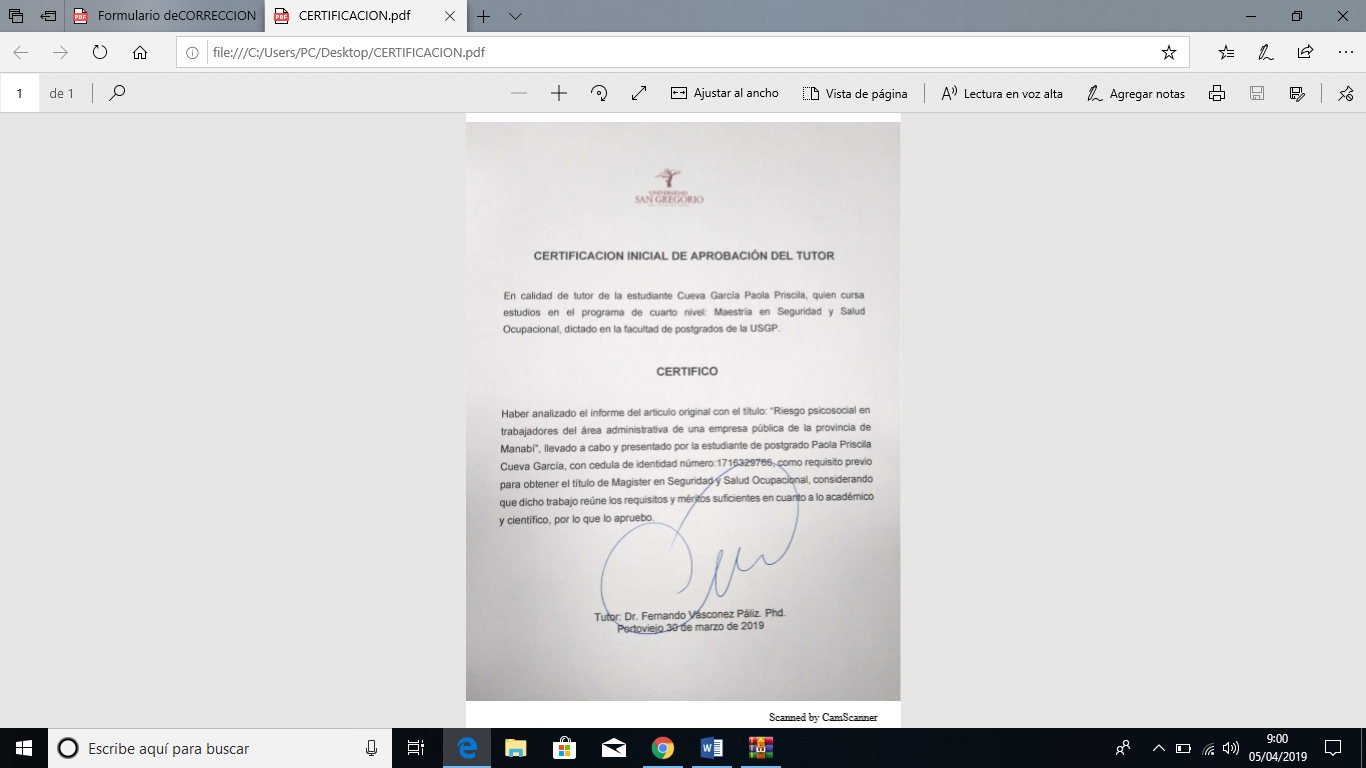 Formulario deCORRECCION
CERTIFICACION.pdf
file:///C:/Users/PC/Desktop/CERTIFICACION.pdf
1 de 1
Ajustar al ancho
Vista de página
Lectura en voz alta
Agregar notas
UNIVERSIDAD
SAN GREGORIO
CERTIFICACION INICIAL DE APROBACIÓN DEL TUTOR
En calidad de tutor de la estudiante Cueva García Paola Priscila, quien cursa
estudios en el programa de cuarto nivel: Maestría en Seguridad y Salud
Ocupacional, dictado en la facultad de postgrados de la USGP.
CERTIFICO
Haber analizado el informe del articulo original con el título: “Riesgo psicosocial en
trabajadores del área administrativa de una empresa pública de la provincia de
Manabí”, llevado a cabo y presentado por la estudiante de postgrado Paola Priscila
Cueva García, con cedula de identidad número:1716329766, como requisito previo
para obtener el título de Magister en Seguridad y Salud Ocupacional, considerando
que dicho trabajo reúne los requisitos y méritos suficientes en cuanto a lo académico
y científico, por lo que lo apruebo.
Tutor: Dr. Fernando Vásconez Páliz. Phd.
Portoviejo 30 de marzo de 2019
Scanned by CamScanner
Escribe aquí para buscar
9:00
05/04/2019